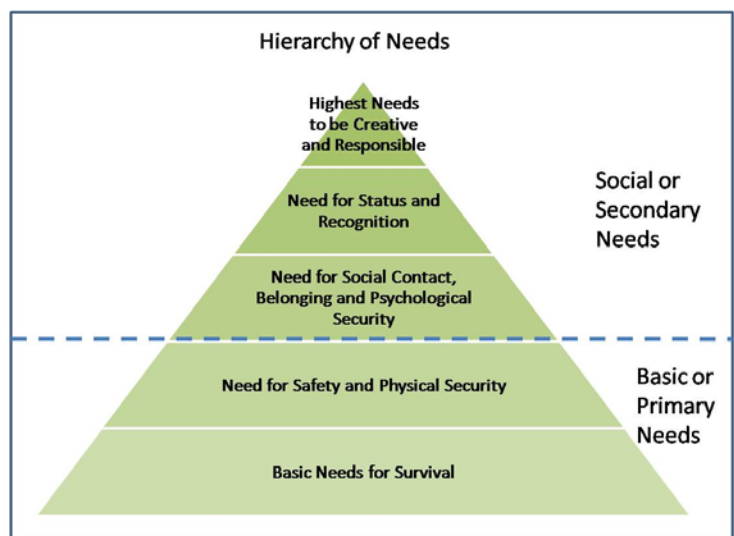 Hierarchy of Needs
Highest Needs
to be Creative
and Responsible
Need for Status and
Recognition
Social or
Secondary
Needs
Need for Social Contact,
Belonging and Psychological
Security
Need for Safety and Physical Security
Basic or
Primary
Needs
Basic Needs for Survival